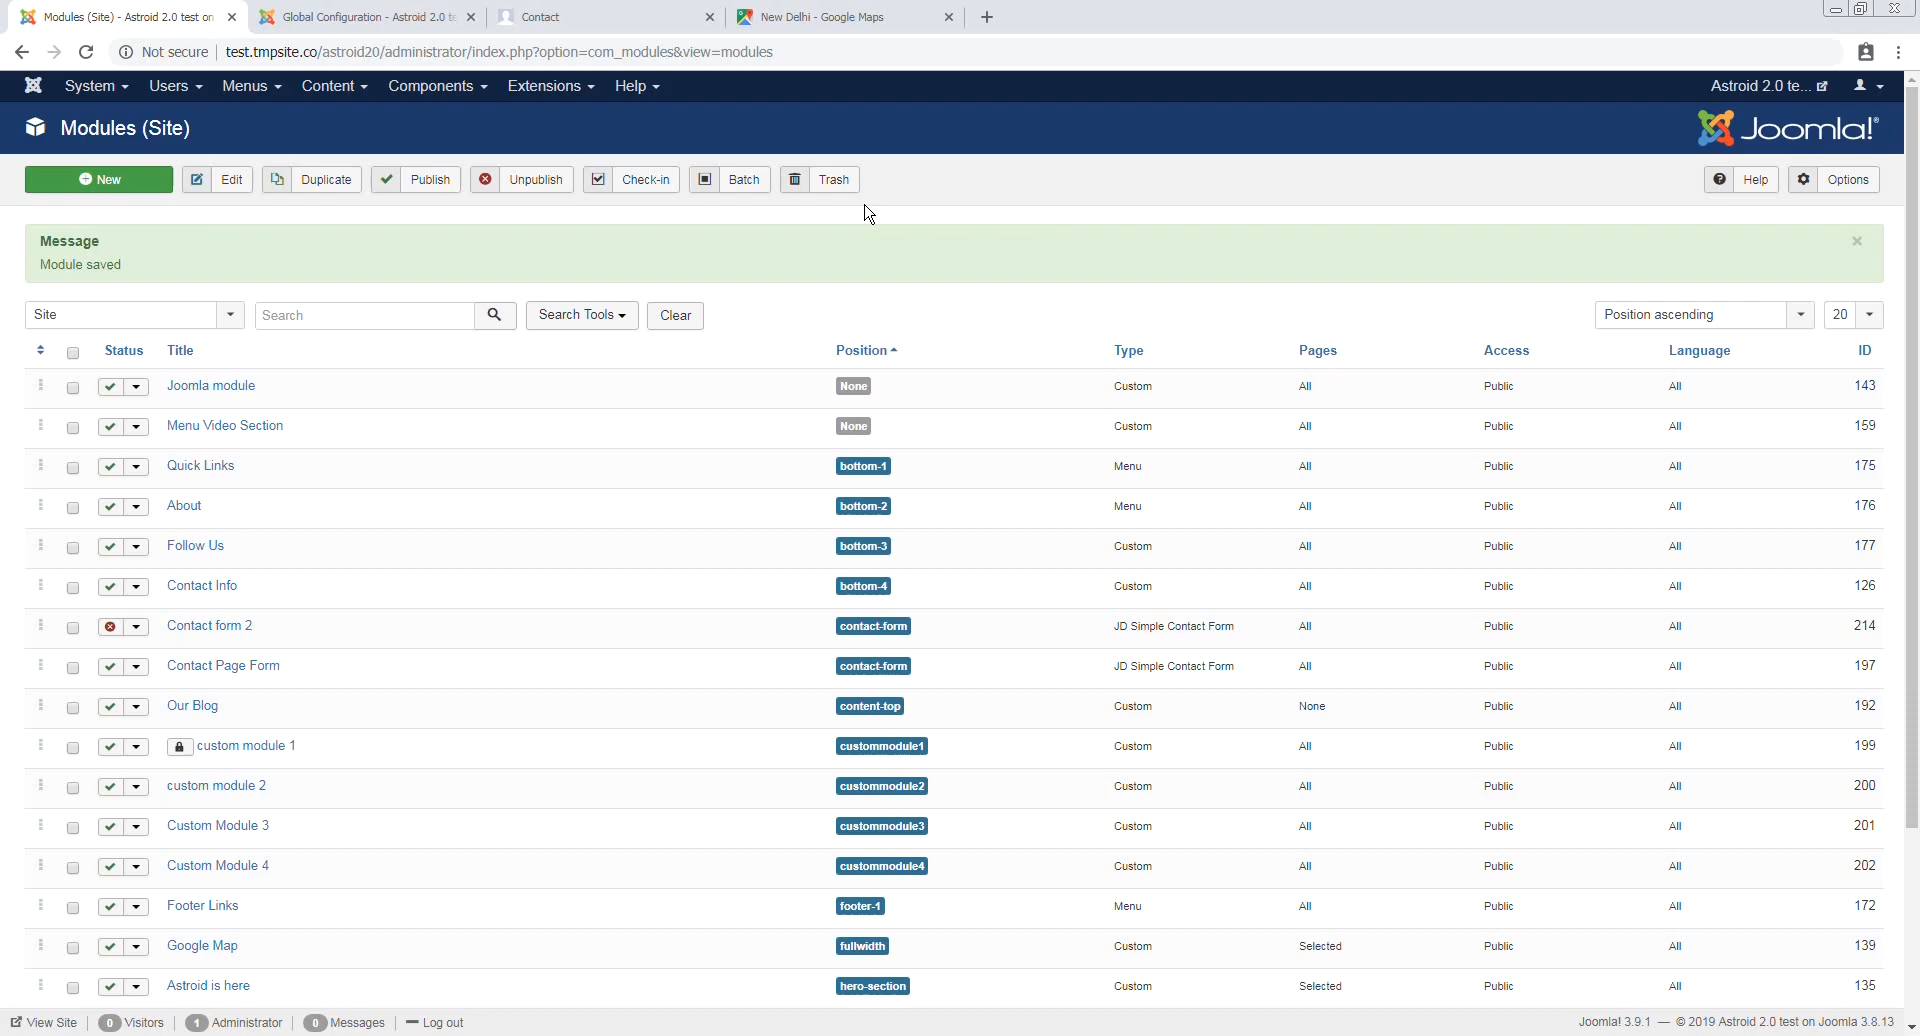 Modules (Site) - Astroid 2.0 test on
Global Configuration - Astroid 2.0 te
Contact
New Delhi - Google Maps
Not secure test.tmpsite.co/astroid20/administrator/index.php?option=com_modules&view=modules
System Users Menus Content Components Extensions Help Astroid 2.0 te...
Modules (Site) Joomla!®
New Edit Duplicate Publish Unpublish Check-in Batch Trash Help Options
Message
Module saved
Site Search Search Tools Clear Position ascending 20
Status Title Position Type Pages Access Language ID
Joomla module None Custom All Public All 143
Menu Video Section None Custom All Public All 159
Quick Links bottom-1 Menu All Public All 175
About bottom-2 Menu All Public All 176
Follow Us bottom-3 Custom All Public All 177
Contact Info bottom-4 Custom All Public All 126
Contact form 2 contact-form JD Simple Contact Form All Public All 214
Contact Page Form contact-form JD Simple Contact Form All Public All 197
Our Blog content-top Custom None Public All 192
custom module 1 custommodule1 Custom All Public All 199
custom module 2 custommodule2 Custom All Public All 200
Custom Module 3 custommodule3 Custom All Public All 201
Custom Module 4 custommodule4 Custom All Public All 202
Footer Links footer-1 Menu All Public All 172
Google Map fullwidth Custom Selected Public All 139
Astroid is here hero-section Custom Selected Public All 135
View Site 0 Visitors 1 Administrator 0 Messages Log out Joomla! 3.9.1 — © 2019 Astroid 2.0 test on Joomla 3.8.13